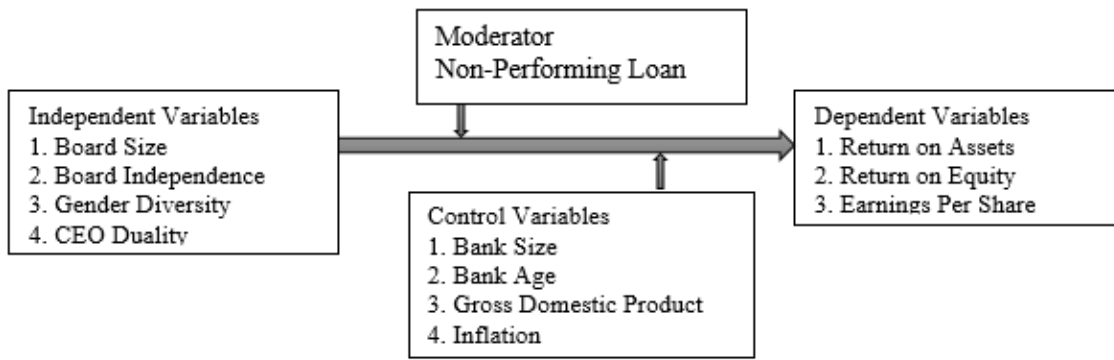 Moderator
Non-Performing Loan
Independent Variables
1. Board Size
2. Board Independence
3. Gender Diversity
4. CEO Duality
Dependent Variables
1. Return on Assets
2. Return on Equity
3. Earnings Per Share
Control Variables
1. Bank Size
2. Bank Age
3. Gross Domestic Product
4. Inflation